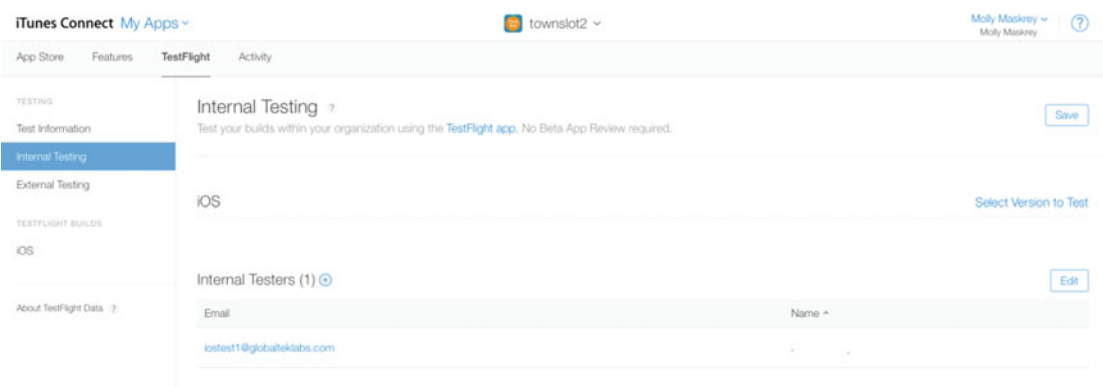 iTunes Connect My Apps townslot2 Molly Maskrey
Molly Maskrey
?
App Store Features TestFlight Activity
TESTING
Test Information
Internal Testing
External Testing
TESTFLIGHT BUILDS
iOS
About TestFlight Data ?
Internal Testing ?
Save
Test your builds within your organization using the TestFlight app. No Beta App Review required.
iOS Select Version to Test
Internal Testers (1)
Edit
Email Name
iostest1@globalteklabs.com